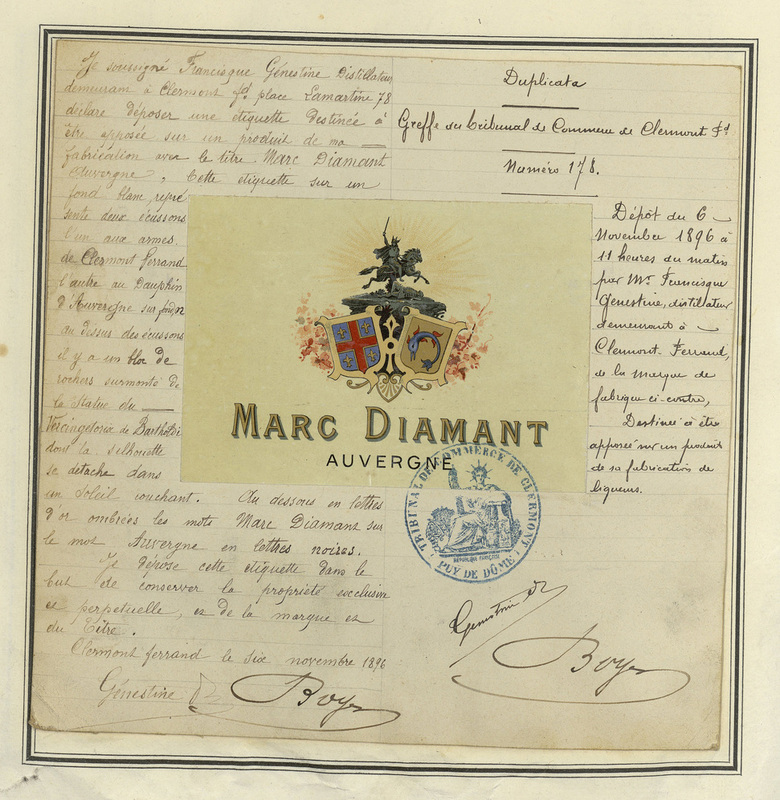 Je soussigné Francisque Génestine Distillateur
demeurant à Clermont fd place Lamartine 78
déclare déposer une étiquette destinée à
être apposée sur un produit de ma
fabrication avec le titre Marc Diamant
Auvergne. Cette étiquette sur un
fond blanc, repré
sente deux écussons
l'un aux armes
de Clermont Ferrand
l'autre au Dauphin
d'Auvergne sur fond
au dessus des écussons
il y a un bloc de
rochers surmonté de
la Statue du
Vercingétorix de Bartholdi
dont la silhouette
se détache dans
un soleil couchant. Au dessous en lettres
d'or ombrées les mots Marc Diamant sur
le mot Auvergne en lettres noires.
Je dépose cette étiquette dans le
but de conserver la propriété exclusive
et perpétuelle, et de la marque et
du titre.
Clermont ferrand le six novembre 1896
Génestine Boyer
MARC DIAMANT
AUVERGNE
Duplicata
Greffe du tribunal de Commerce de Clermont Fd
Numéro 178.
Dépôt du 6
Novembre 1896 à
11 heures du matin
par Mr Francisque
Genestine, distillateur
demeurant à
Clermont-Ferrand,
de la marque de
fabrique ci-contre,
Destinée à être
apposée sur un produit
de sa fabrication de
liqueurs.
TRIBUNAL DE COMMERCE DE CLERMONT
RÉPUBLIQUE FRANÇAISE
PUY DE DÔME
Genestine
Boyer